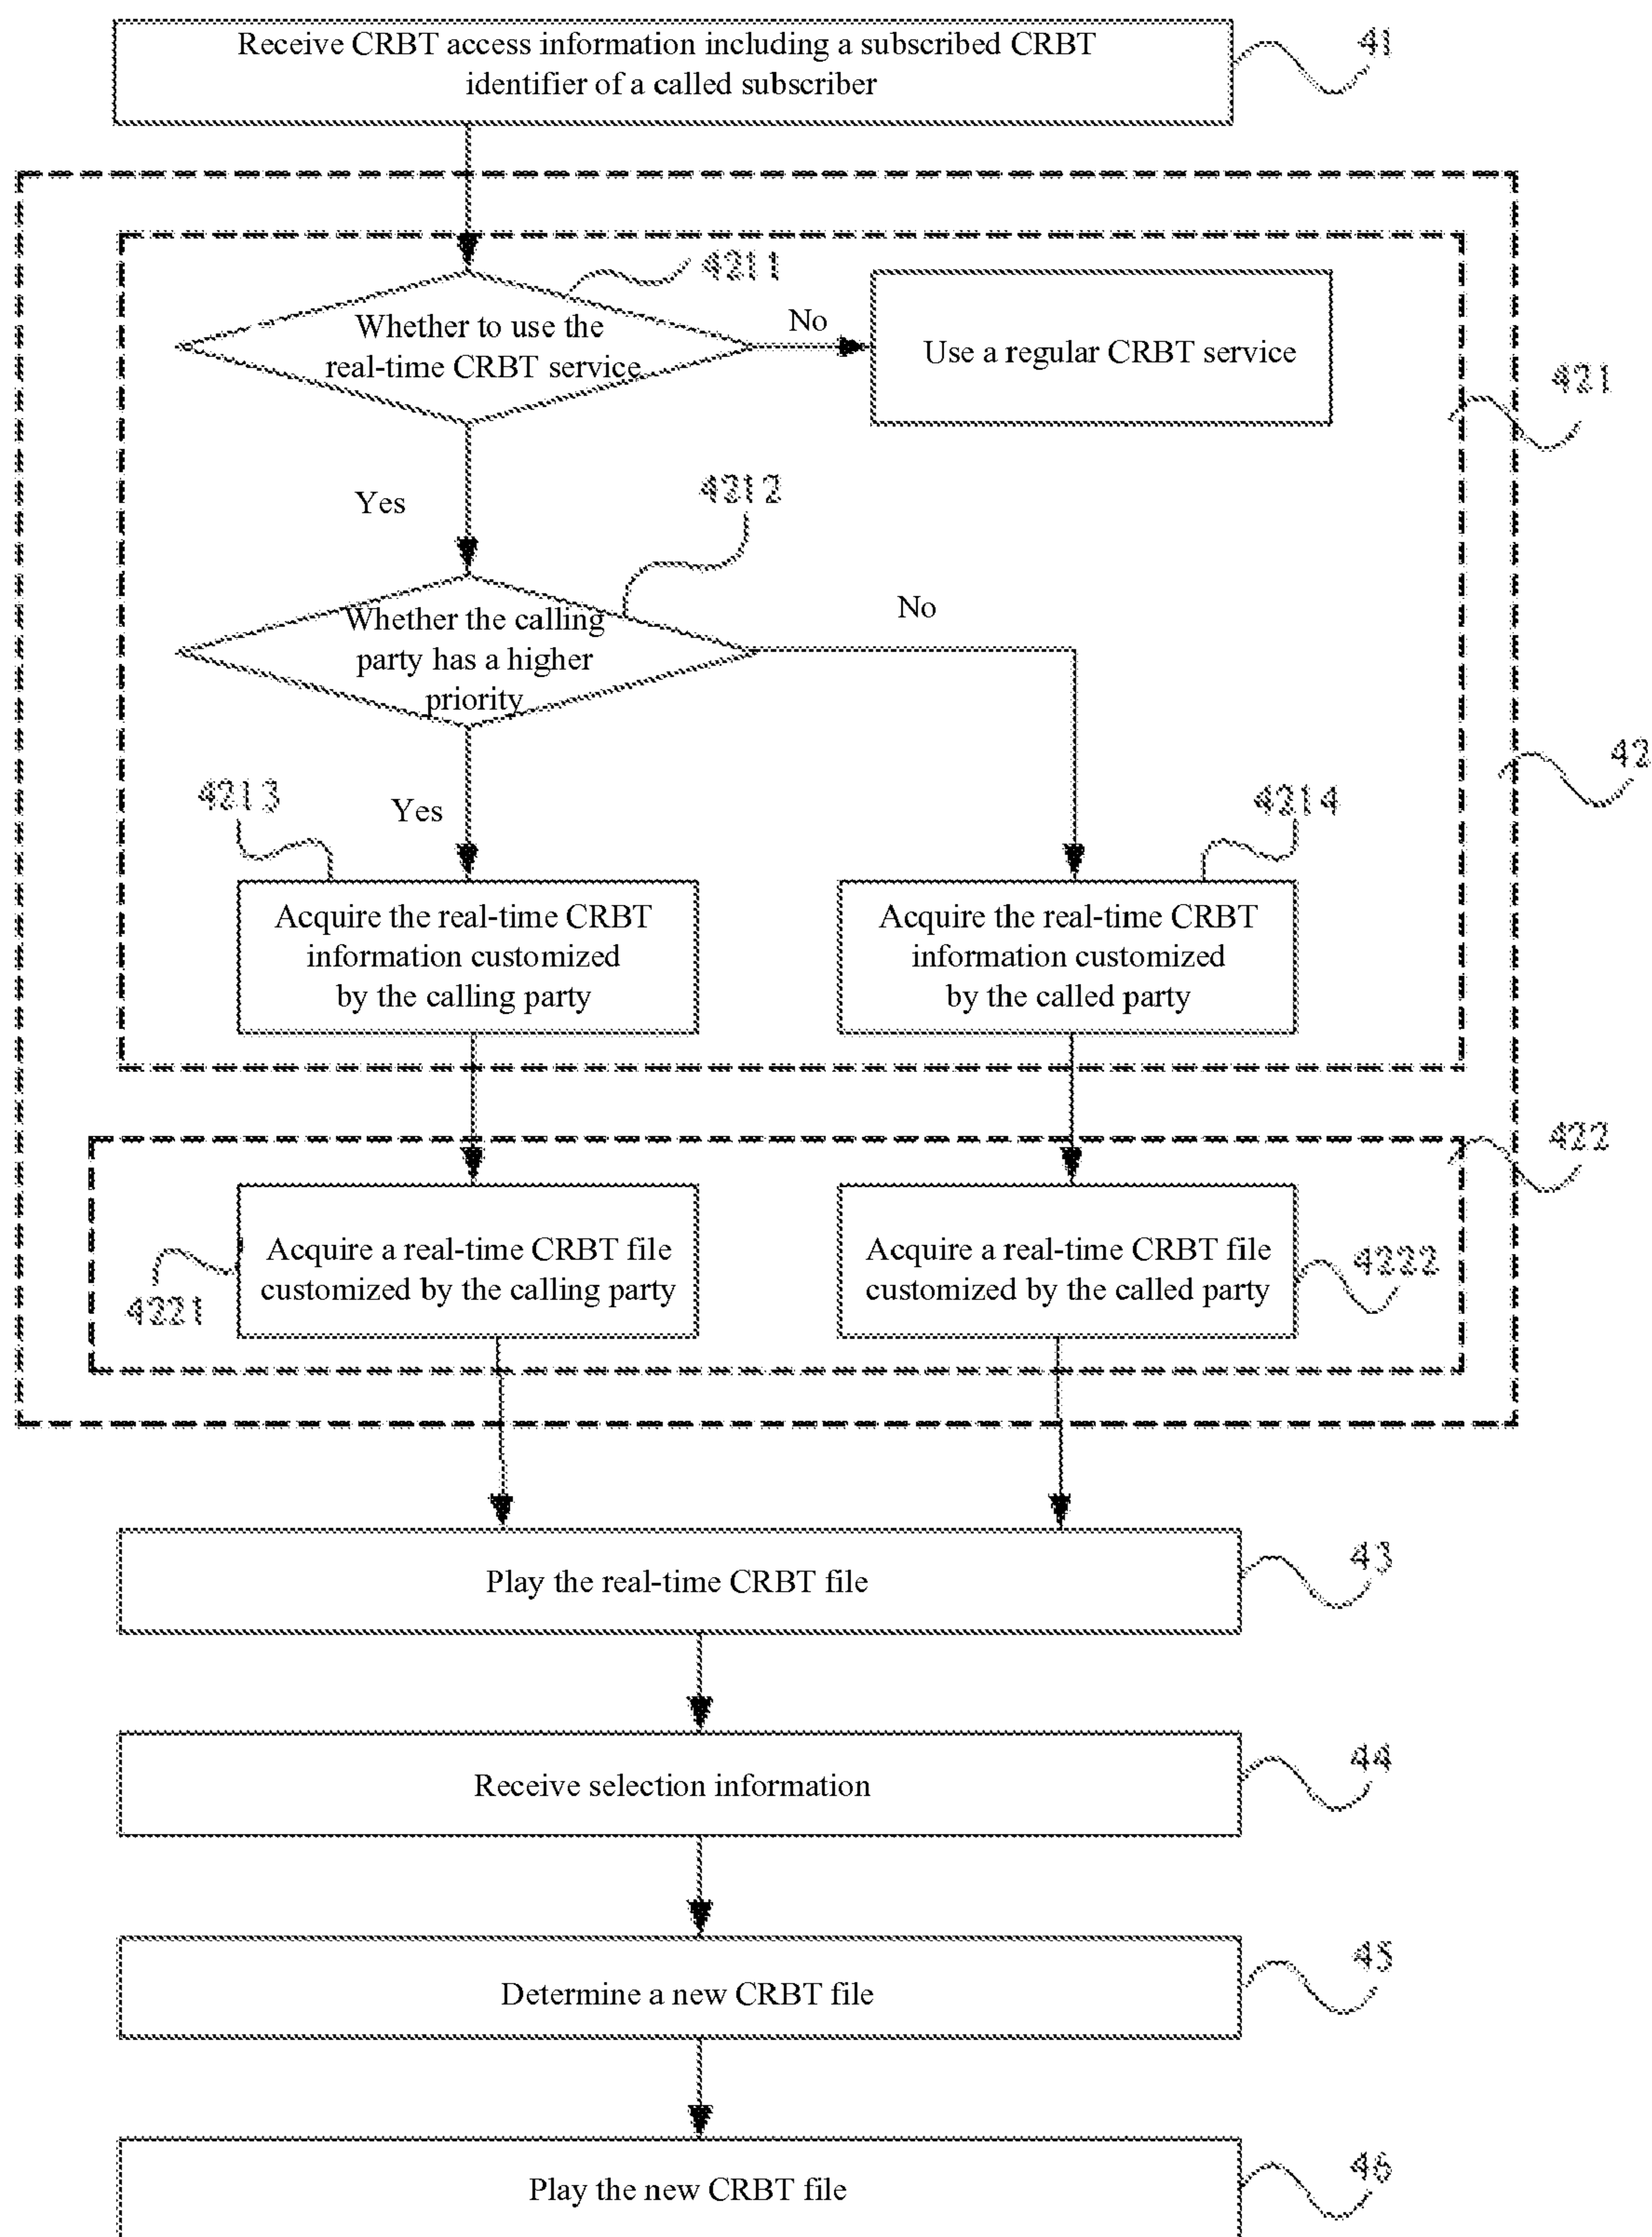 Receive CRBT access information including a subscribed CRBT
identifier of a called subscriber
41
4211
Whether to use the
real-time CRBT service
No
Use a regular CRBT service
421
Yes
4212
Whether the calling
party has a higher
priority
No
42
4213
Yes
4214
Acquire the real-time CRBT
information customized
by the calling party
Acquire the real-time CRBT
information customized
by the called party
422
Acquire a real-time CRBT file
customized by the calling party
4221
Acquire a real-time CRBT file
customized by the called party
4222
Play the real-time CRBT file
43
Receive selection information
44
Determine a new CRBT file
45
Play the new CRBT file
46